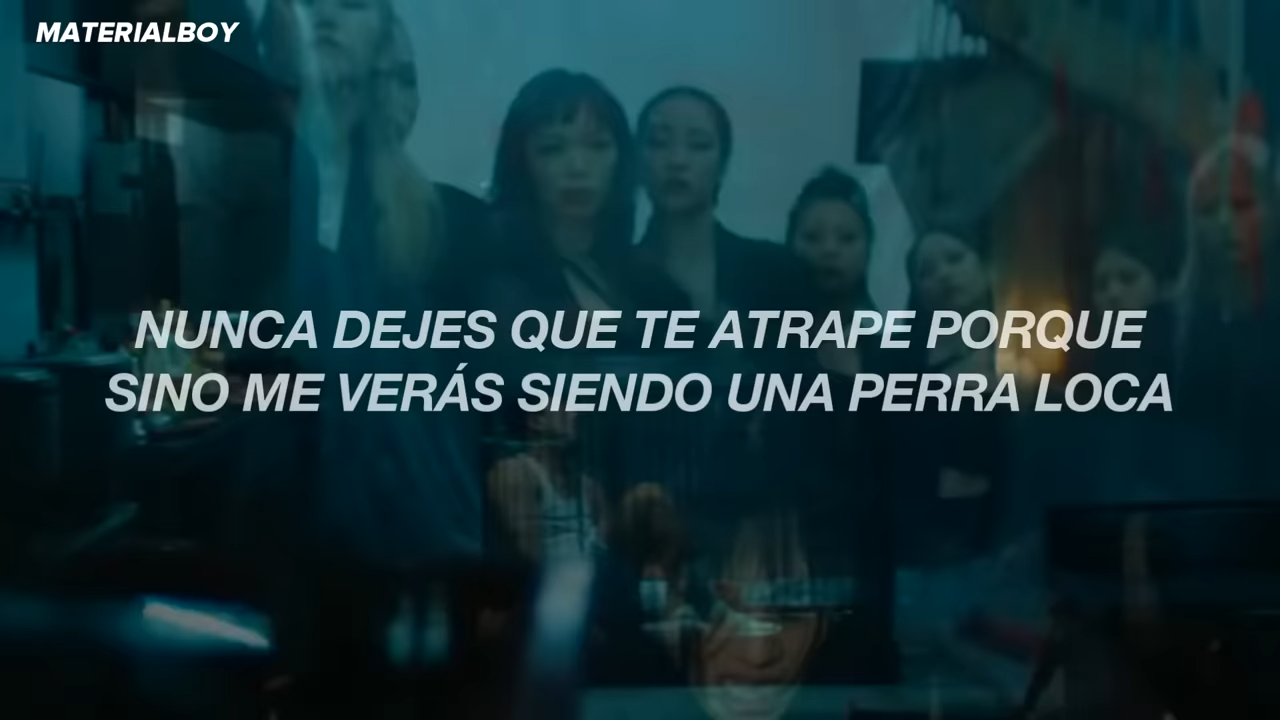 MATERIALBOY
NUNCA DEJES QUE TE ATRAPE PORQUE
SINO ME VERÁS SIENDO UNA PERRA LOCA